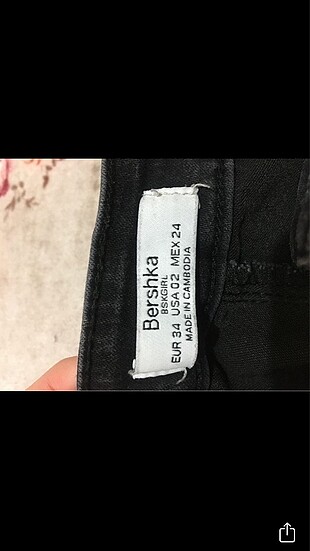 Bershka
BSKGIRL
EUR 34 USA 02 MEX 24
MADE IN CAMBODIA